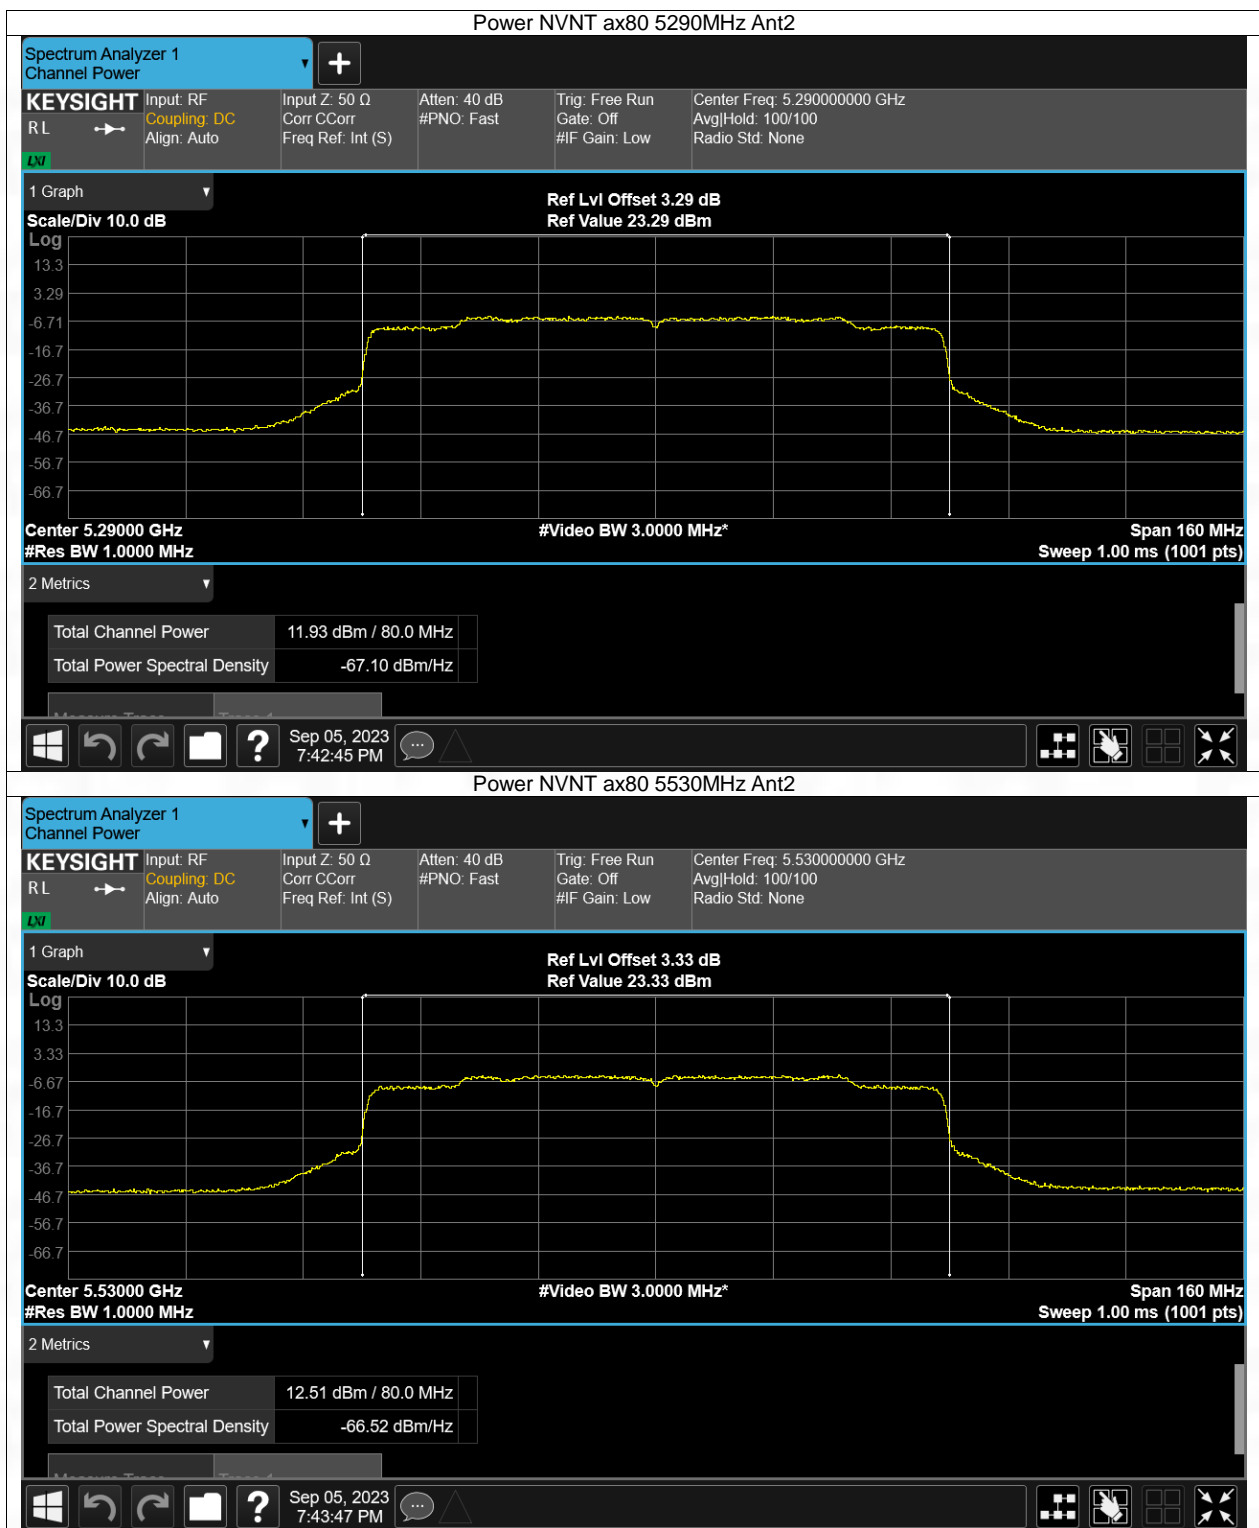 Power NVNT ax80 5290MHz Ant2
Spectrum Analyzer 1
Channel Power
KEYSIGHT
R L
LXI
Input: RF
Coupling: DC
Align: Auto
Input Z: 50 Ω
Corr CCorr
Freq Ref: Int (S)
Atten: 40 dB
#PNO: Fast
Trig: Free Run
Gate: Off
#IF Gain: Low
Center Freq: 5.290000000 GHz
Avg|Hold: 100/100
Radio Std: None
1 Graph
Scale/Div 10.0 dB
Ref Lvl Offset 3.29 dB
Ref Value 23.29 dBm
Log
13.3
3.29
-6.71
-16.7
-26.7
-36.7
-46.7
-56.7
-66.7
Center 5.29000 GHz
#Video BW 3.0000 MHz*
Span 160 MHz
#Res BW 1.0000 MHz
Sweep 1.00 ms (1001 pts)
2 Metrics
Total Channel Power 11.93 dBm / 80.0 MHz
Total Power Spectral Density -67.10 dBm/Hz
?
Sep 05, 2023
7:42:45 PM
Power NVNT ax80 5530MHz Ant2
Spectrum Analyzer 1
Channel Power
KEYSIGHT
R L
LXI
Input: RF
Coupling: DC
Align: Auto
Input Z: 50 Ω
Corr CCorr
Freq Ref: Int (S)
Atten: 40 dB
#PNO: Fast
Trig: Free Run
Gate: Off
#IF Gain: Low
Center Freq: 5.530000000 GHz
Avg|Hold: 100/100
Radio Std: None
1 Graph
Scale/Div 10.0 dB
Ref Lvl Offset 3.33 dB
Ref Value 23.33 dBm
Log
13.3
3.33
-6.67
-16.7
-26.7
-36.7
-46.7
-56.7
-66.7
Center 5.53000 GHz
#Video BW 3.0000 MHz*
Span 160 MHz
#Res BW 1.0000 MHz
Sweep 1.00 ms (1001 pts)
2 Metrics
Total Channel Power 12.51 dBm / 80.0 MHz
Total Power Spectral Density -66.52 dBm/Hz
?
Sep 05, 2023
7:43:47 PM